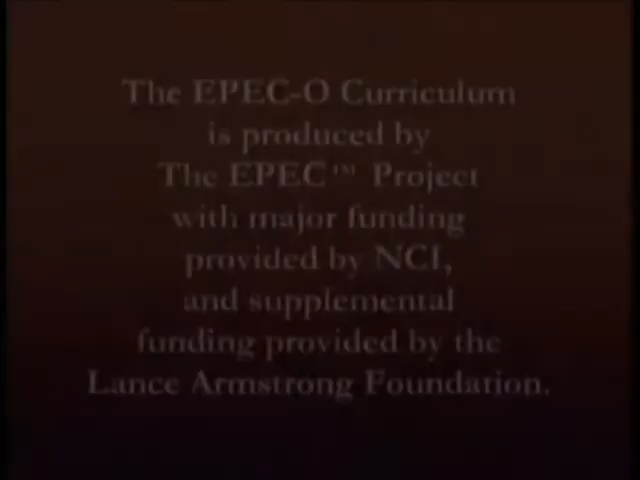 The EPEC-O Curriculum
is produced by
The EPEC™ Project
with major funding
provided by NCI,
and supplemental
funding provided by the
Lance Armstrong Foundation.